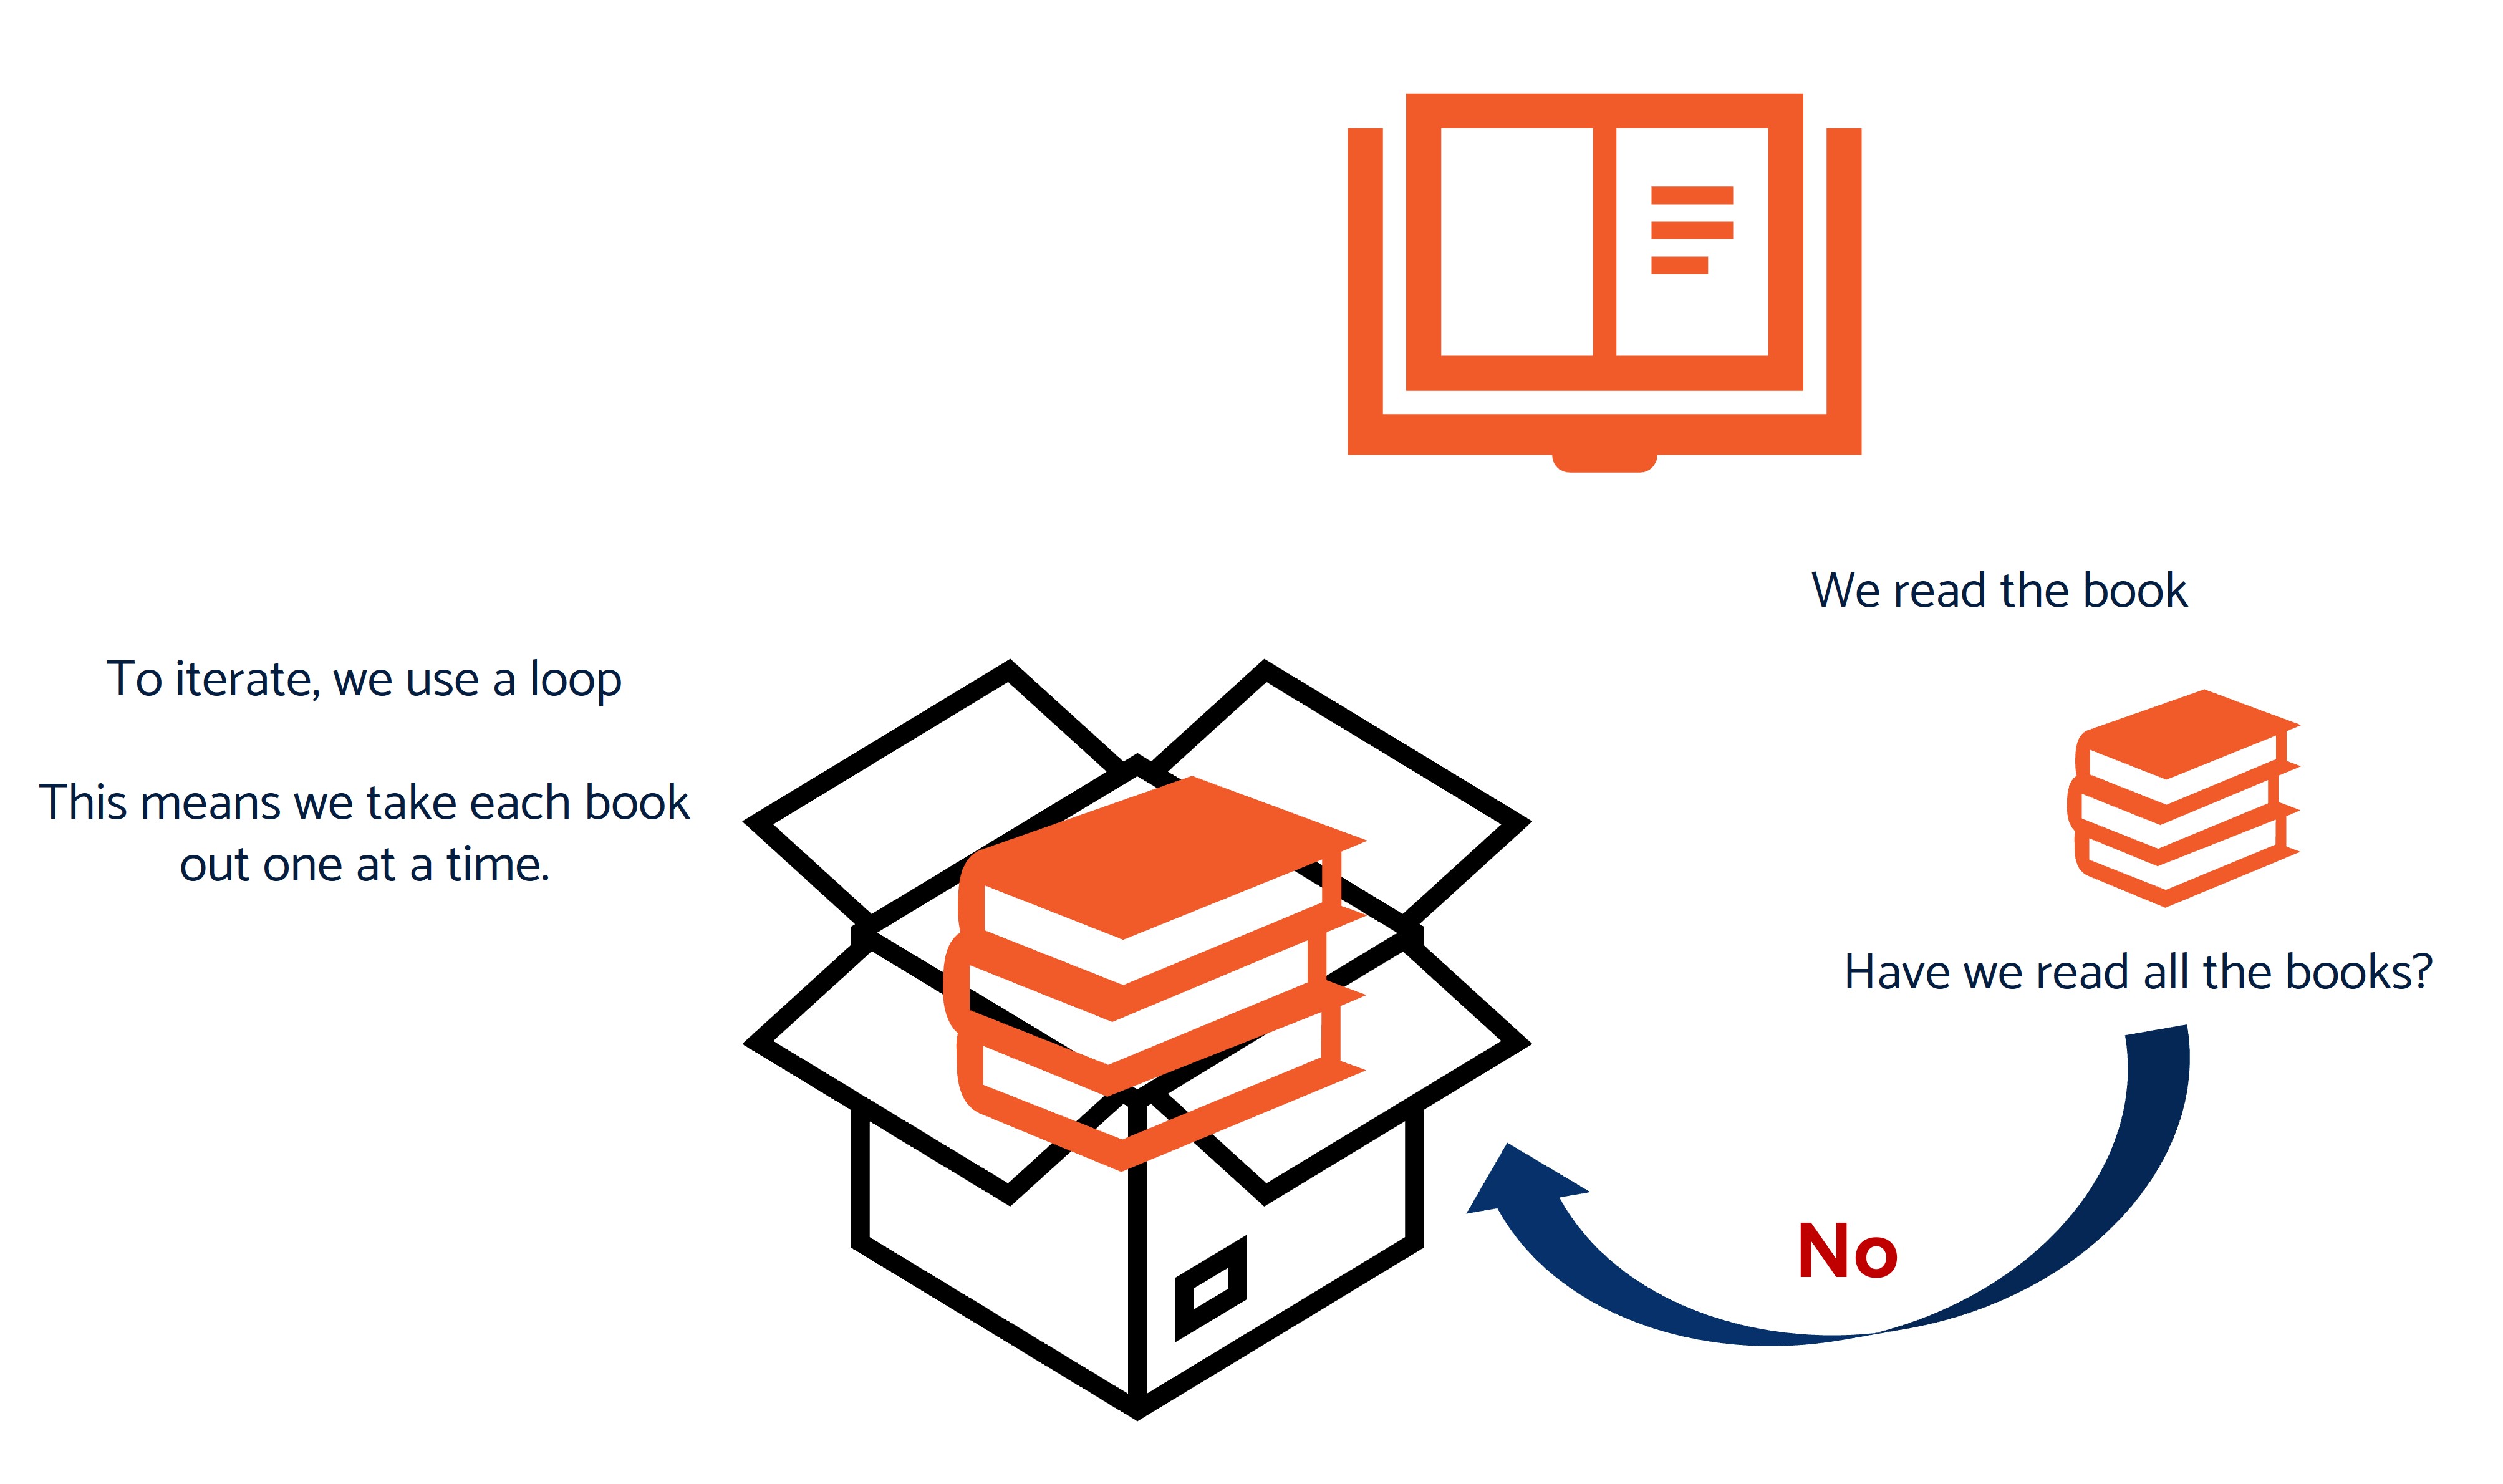 We read the book
To iterate, we use a loop
This means we take each book
out one at a time.
Have we read all the books?
No